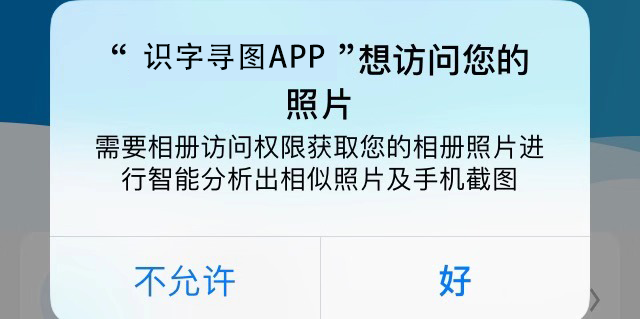 “ 识字寻图APP ”想访问您的
照片
需要相册访问权限获取您的相册照片进
行智能分析出相似照片及手机截图
不允许
好